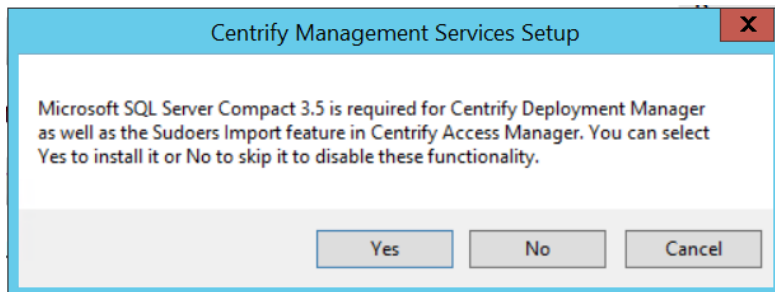 Centrify Management Services Setup
X
Microsoft SQL Server Compact 3.5 is required for Centrify Deployment Manager
as well as the Sudoers Import feature in Centrify Access Manager. You can select
Yes to install it or No to skip it to disable these functionality.
Yes No Cancel